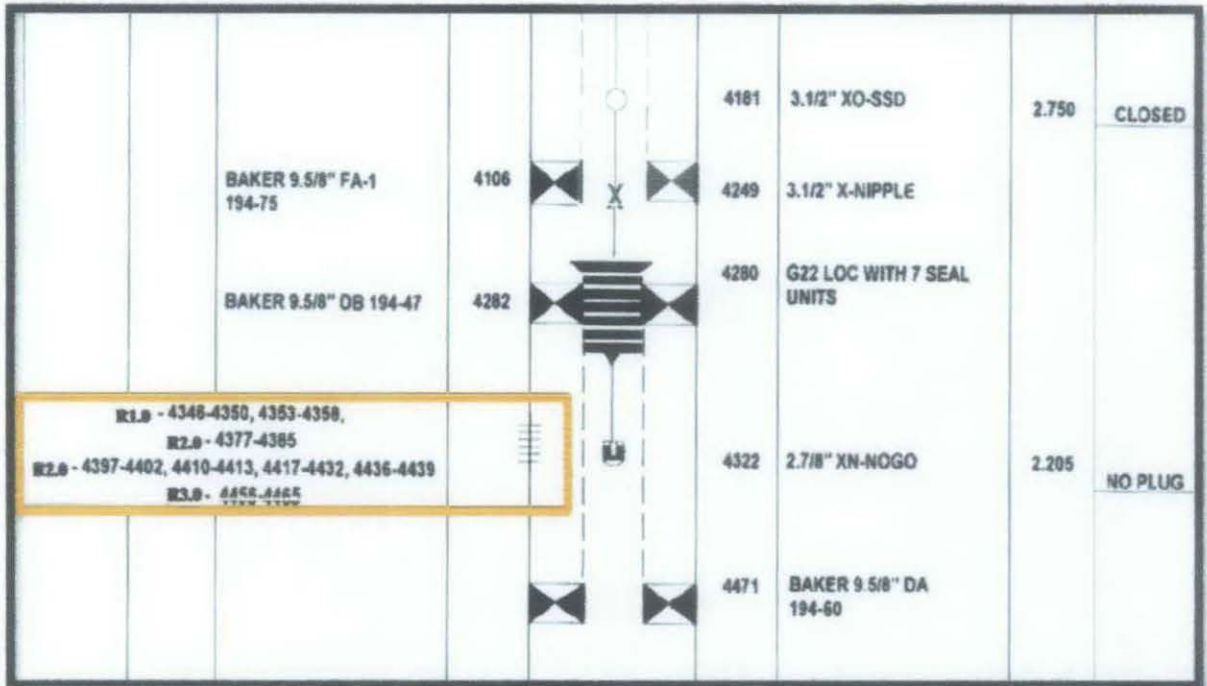 4181 3.1/2" XO-SSD 2.750 CLOSED
BAKER 9.5/8" FA-1 4106
194-75
X
4249 3.1/2" X-NIPPLE
4280 G22 LOC WITH 7 SEAL
UNITS
BAKER 9.5/8" DB 194-47 4282
R1.0 - 4346-4350, 4353-4358,
R2.0 - 4377-4385
R2.0 - 4397-4402, 4410-4413, 4417-4432, 4436-4439
R3.0 - 4456-4465
4322 2.7/8" XN-NOGO 2.205 NO PLUG
4471 BAKER 9.5/8" DA
194-60